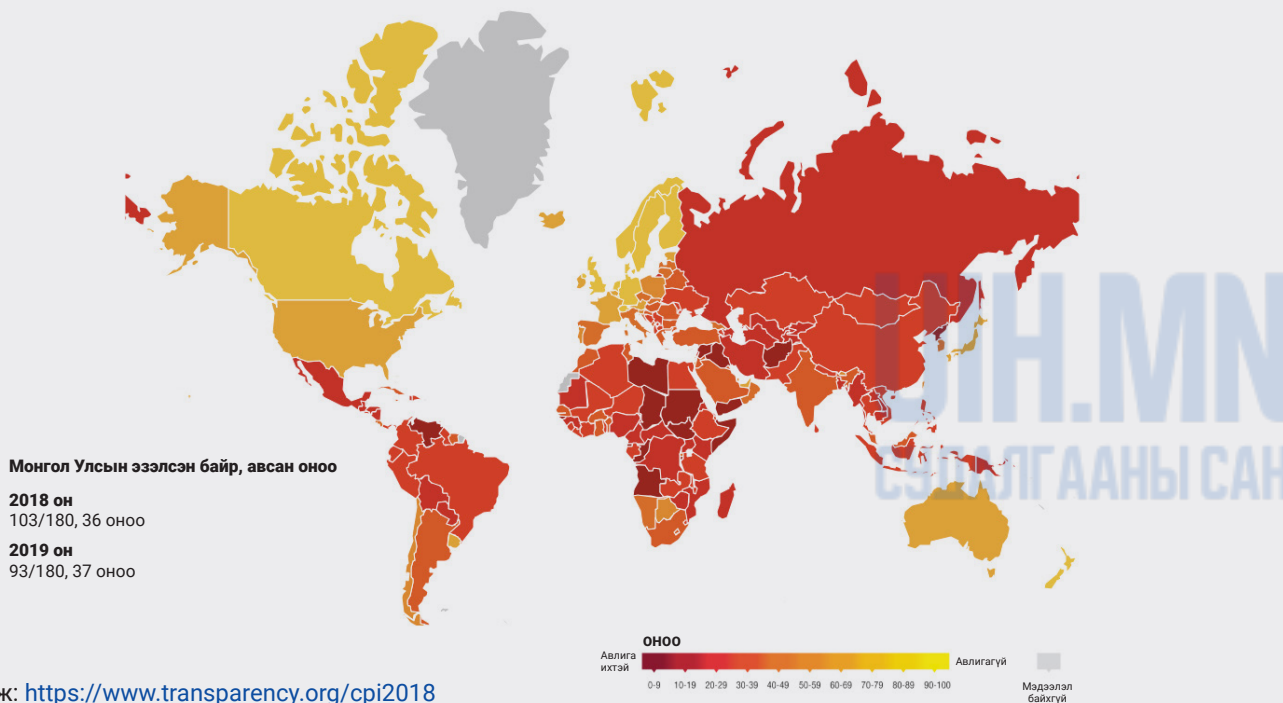 UIH.MN
СУДАЛГААНЫ САН
Монгол Улсын эзэлсэн байр, авсан оноо
2018 он
103/180, 36 оноо
2019 он
93/180, 37 оноо
ОНОО
Авлига ихтэй
Авлигагүй
0-9 10-19 20-29 30-39 40-49 50-59 60-69 70-79 80-89 90-100
Мэдээлэл байхгүй
ж: https://www.transparency.org/cpi2018